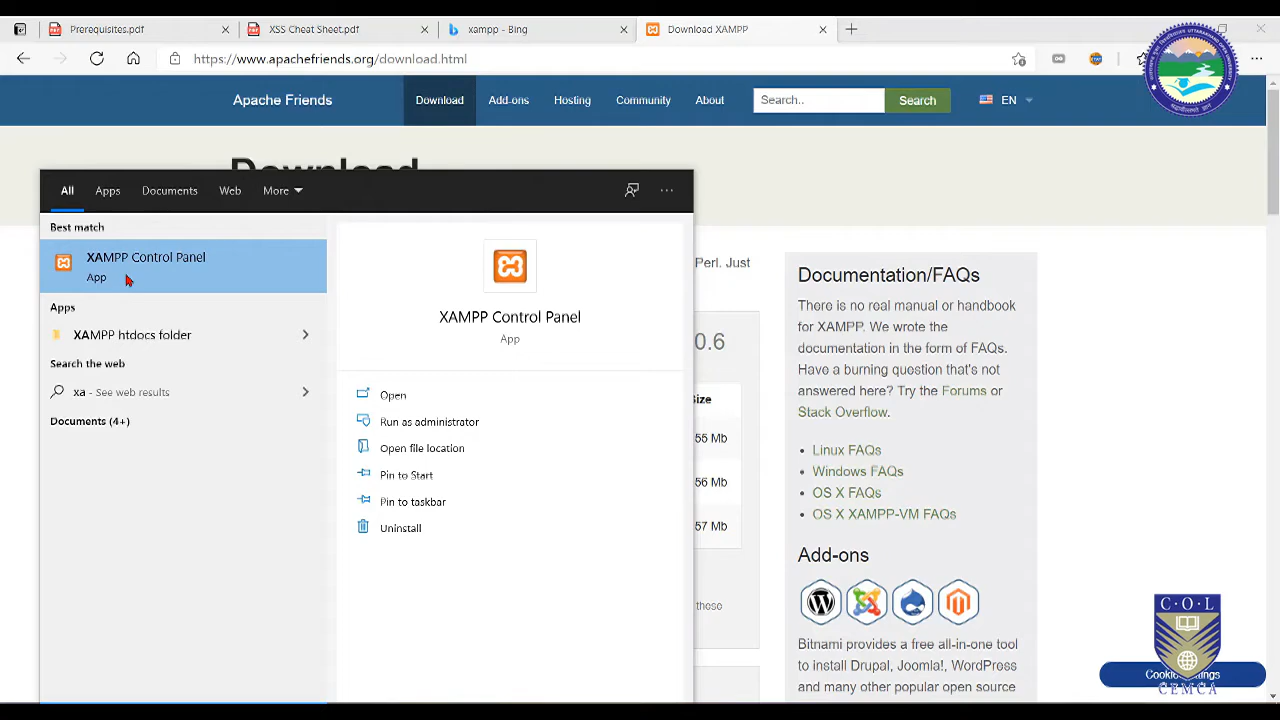 Prerequisites.pdf
XSS Cheat Sheet.pdf
xampp - Bing
Download XAMPP
https://www.apachefriends.org/download.html
Apache Friends
Download
Add-ons
Hosting
Community
About
Search..
Search
EN
Download
All
Apps
Documents
Web
More
Best match
XAMPP Control Panel
App
Apps
XAMPP htdocs folder
Search the web
xa - See web results
Documents (4+)
XAMPP Control Panel
App
Open
Run as administrator
Open file location
Pin to Start
Pin to taskbar
Uninstall
Perl. Just
0.6
Size
55 Mb
56 Mb
57 Mb
these
Documentation/FAQs
There is no real manual or handbook
for XAMPP. We wrote the
documentation in the form of FAQs.
Have a burning question that's not
answered here? Try the Forums or
Stack Overflow.
Linux FAQs
Windows FAQs
OS X FAQs
OS X XAMPP-VM FAQs
Add-ons
Bitnami provides a free all-in-one tool
to install Drupal, Joomla!, WordPress
and many other popular open source
C·O·L
CEMCA